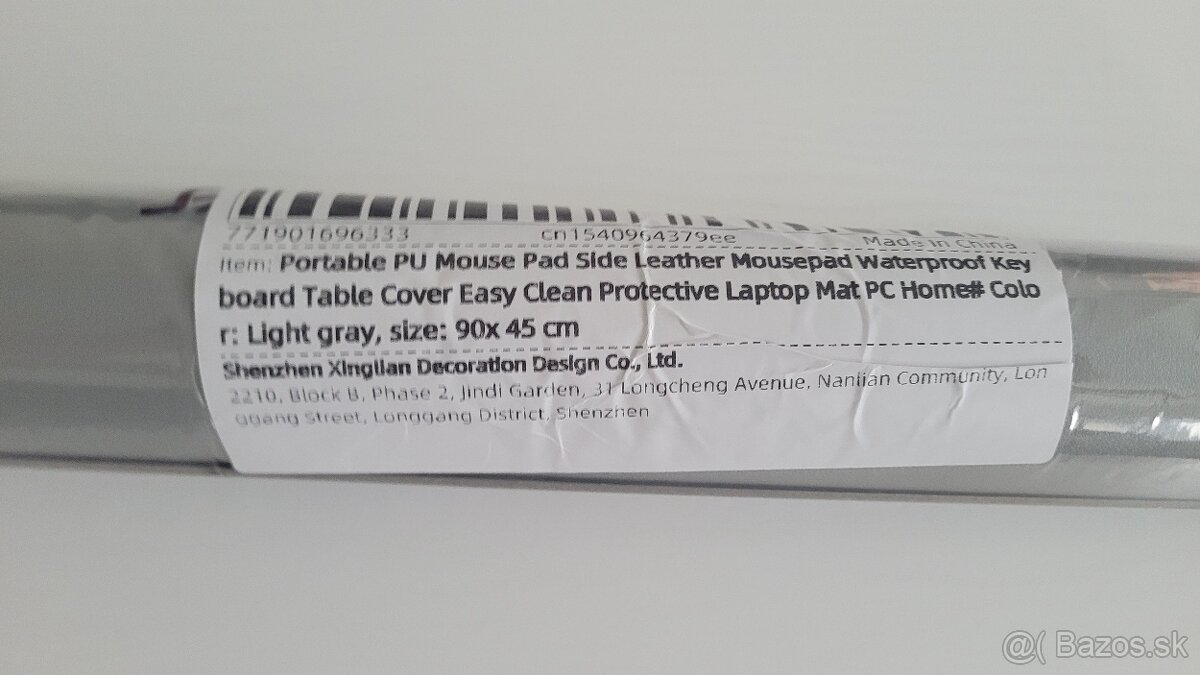 771901696333 cn1540964379ee Made in China
Item: Portable PU Mouse Pad Side Leather Mousepad Waterproof Key
board Table Cover Easy Clean Protective Laptop Mat PC Home# Colo
r: Light gray, size: 90x 45 cm
Shenzhen Xinglian Decoration Design Co., Ltd.
2210, Block B, Phase 2, Jindi Garden, 31 Longcheng Avenue, Nanlian Community, Lon
ggang Street, Longgang District, Shenzhen
@( Bazos.sk